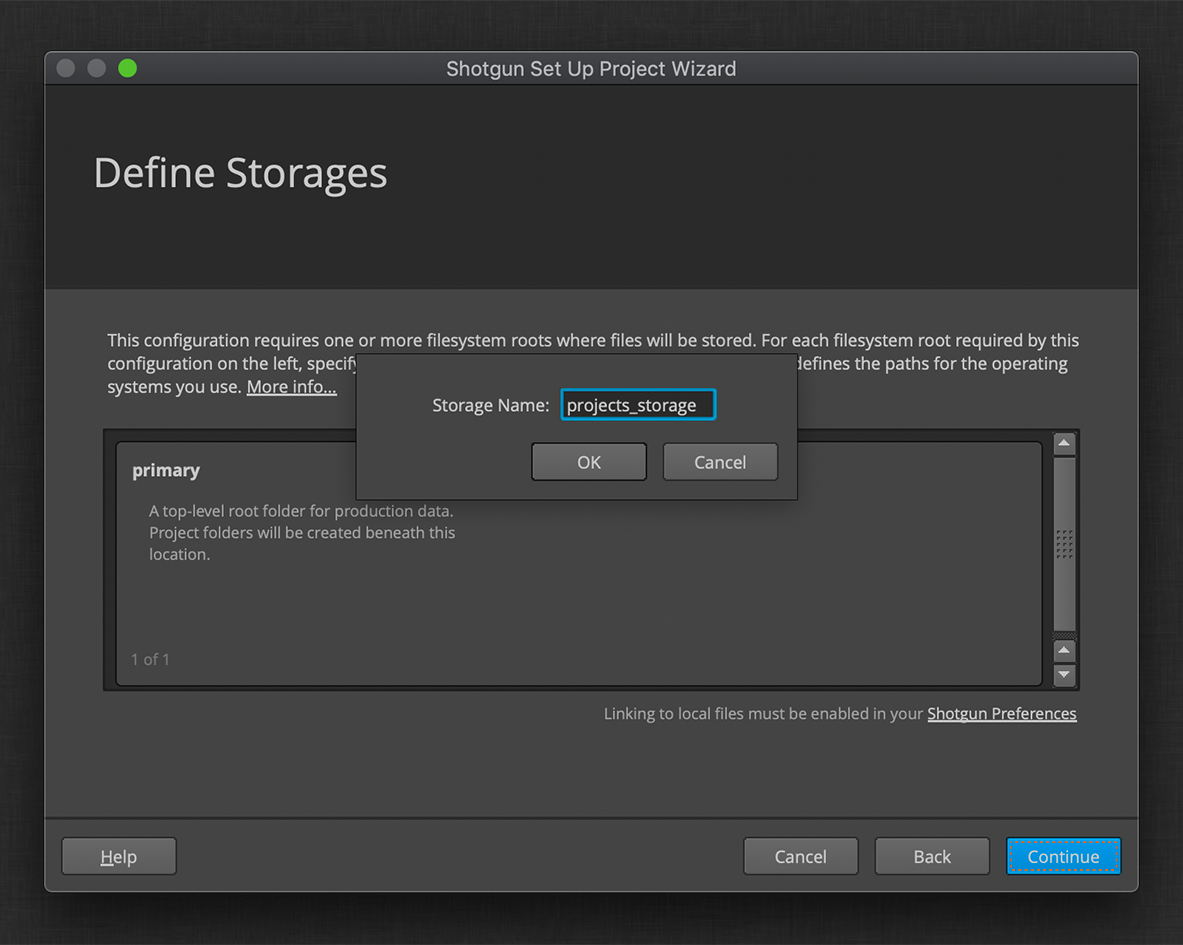 Shotgun Set Up Project Wizard
Define Storages
This configuration requires one or more filesystem roots where files will be stored. For each filesystem root required by this
configuration on the left, specify defines the paths for the operating
systems you use. More info...
Storage Name: projects_storage
OK Cancel
primary
A top-level root folder for production data.
Project folders will be created beneath this
location.
1 of 1
Linking to local files must be enabled in your Shotgun Preferences
Help Cancel Back Continue